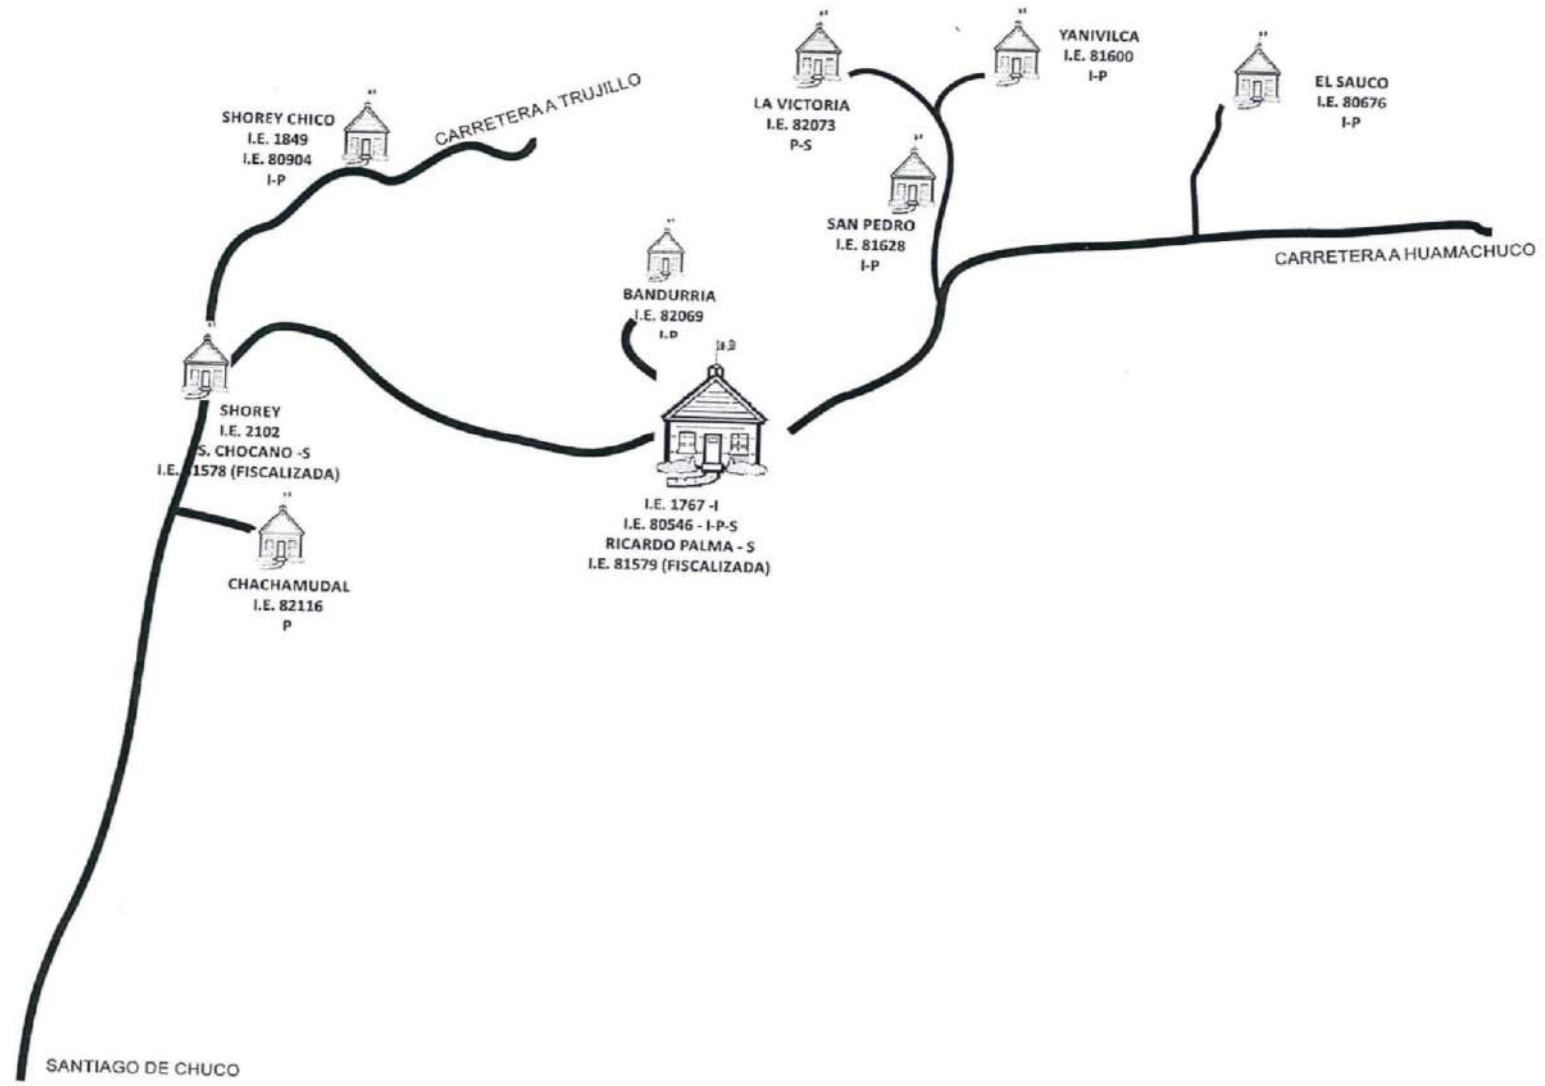 YANIVILCA
I.E. 81600
I-P
EL SAUCO
I.E. 80676
I-P
LA VICTORIA
I.E. 82073
P-S
SHOREY CHICO
I.E. 1849
I.E. 80904
I-P
CARRETERA A TRUJILLO
SAN PEDRO
I.E. 81628
I-P
CARRETERA A HUAMACHUCO
BANDURRIA
I.E. 82069
I-P
SHOREY
I.E. 2102
S. CHOCANO -S
I.E. 81578 (FISCALIZADA)
I.E. 1767 -I
I.E. 80546 - I-P-S
RICARDO PALMA - S
I.E. 81579 (FISCALIZADA)
CHACHAMUDAL
I.E. 82116
P
SANTIAGO DE CHUCO